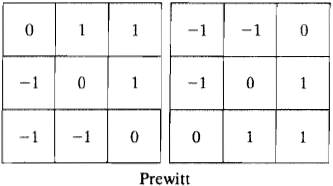 0 1 1 −1 −1 0
−1 0 1 −1 0 1
−1 −1 0 0 1 1
Prewitt